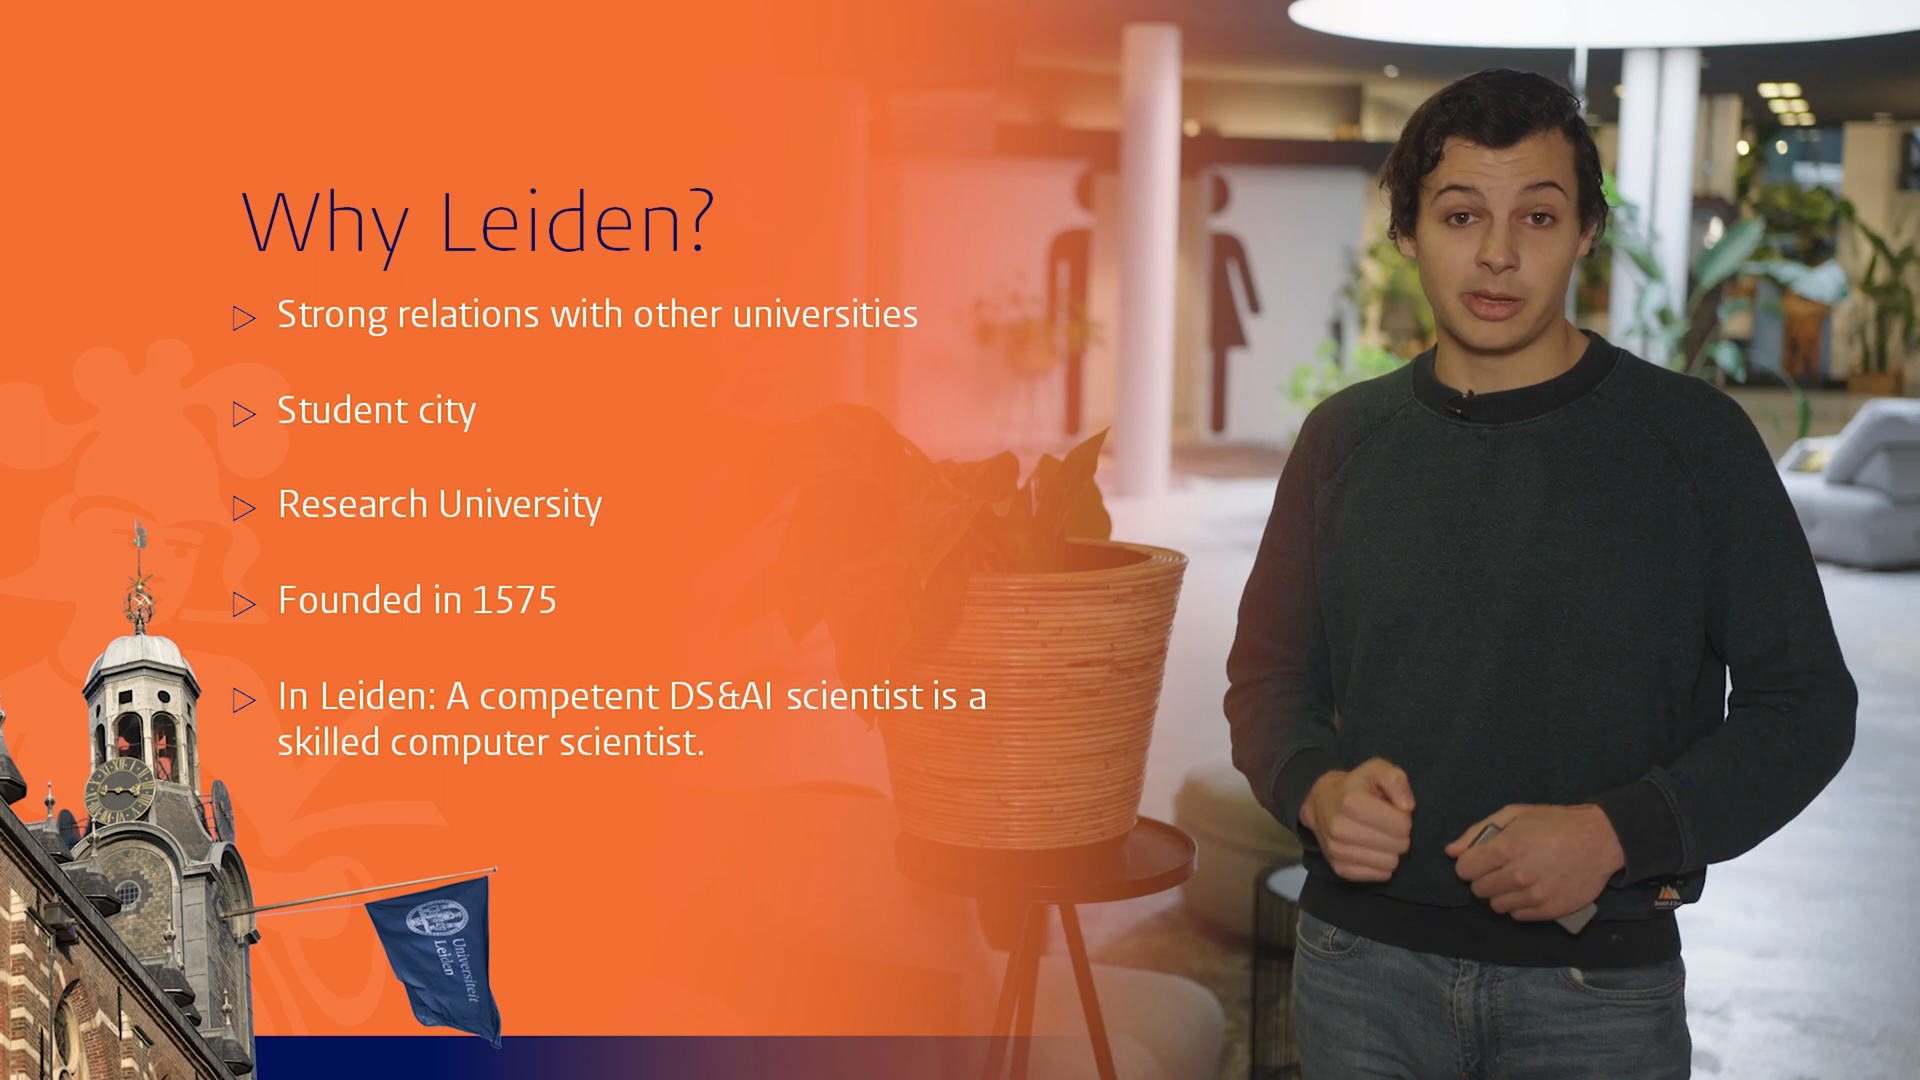 Why Leiden?
Strong relations with other universities
Student city
Research University
Founded in 1575
In Leiden: A competent DS&AI scientist is a
skilled computer scientist.
Universiteit
Leiden